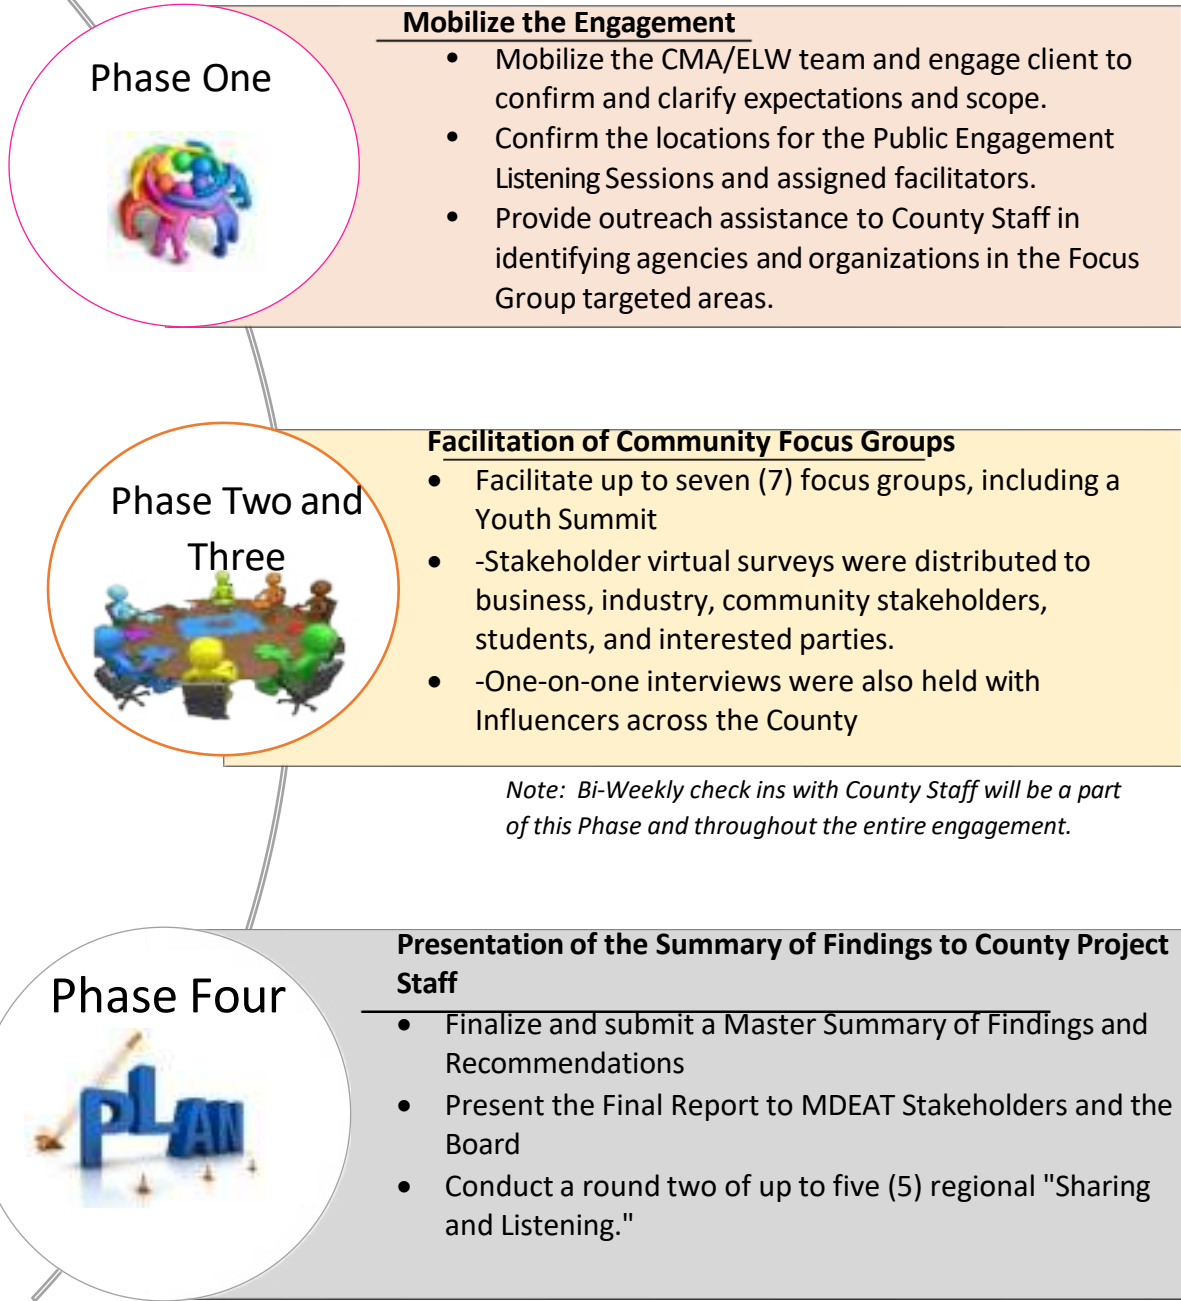 Phase One
Mobilize the Engagement
• Mobilize the CMA/ELW team and engage client to
confirm and clarify expectations and scope.
• Confirm the locations for the Public Engagement
Listening Sessions and assigned facilitators.
• Provide outreach assistance to County Staff in
identifying agencies and organizations in the Focus
Group targeted areas.
Phase Two and
Three
Facilitation of Community Focus Groups
• Facilitate up to seven (7) focus groups, including a
Youth Summit
• -Stakeholder virtual surveys were distributed to
business, industry, community stakeholders,
students, and interested parties.
• -One-on-one interviews were also held with
Influencers across the County
Note: Bi-Weekly check ins with County Staff will be a part
of this Phase and throughout the entire engagement.
Phase Four
PLAN
Presentation of the Summary of Findings to County Project
Staff
• Finalize and submit a Master Summary of Findings and
Recommendations
• Present the Final Report to MDEAT Stakeholders and the
Board
• Conduct a round two of up to five (5) regional "Sharing
and Listening."